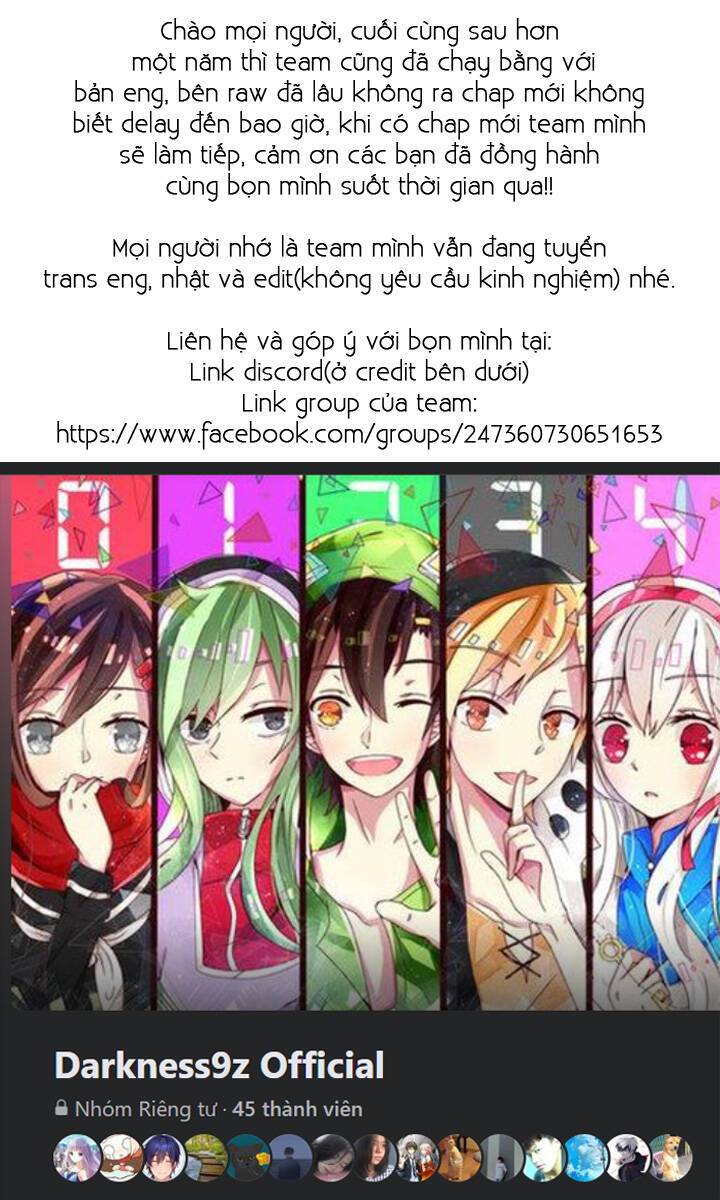 Chào mọi người, cuối cùng sau hơn
một năm thì team cũng đã chạy bằng với
bản eng, bên raw đã lâu không ra chap mới không
biết delay đến bao giờ, khi có chap mới team mình
sẽ làm tiếp, cảm ơn các bạn đã đồng hành
cùng bọn mình suốt thời gian qua!!
Mọi người nhớ là team mình vẫn đang tuyển
trans eng, nhật và edit(không yêu cầu kinh nghiệm) nhé.
Liên hệ và góp ý với bọn mình tại:
Link discord(ở credit bên dưới)
Link group của team:
https://www.facebook.com/groups/247360730651653
0 1 2 3 4
Darkness9z Official
Nhóm Riêng tư · 45 thành viên